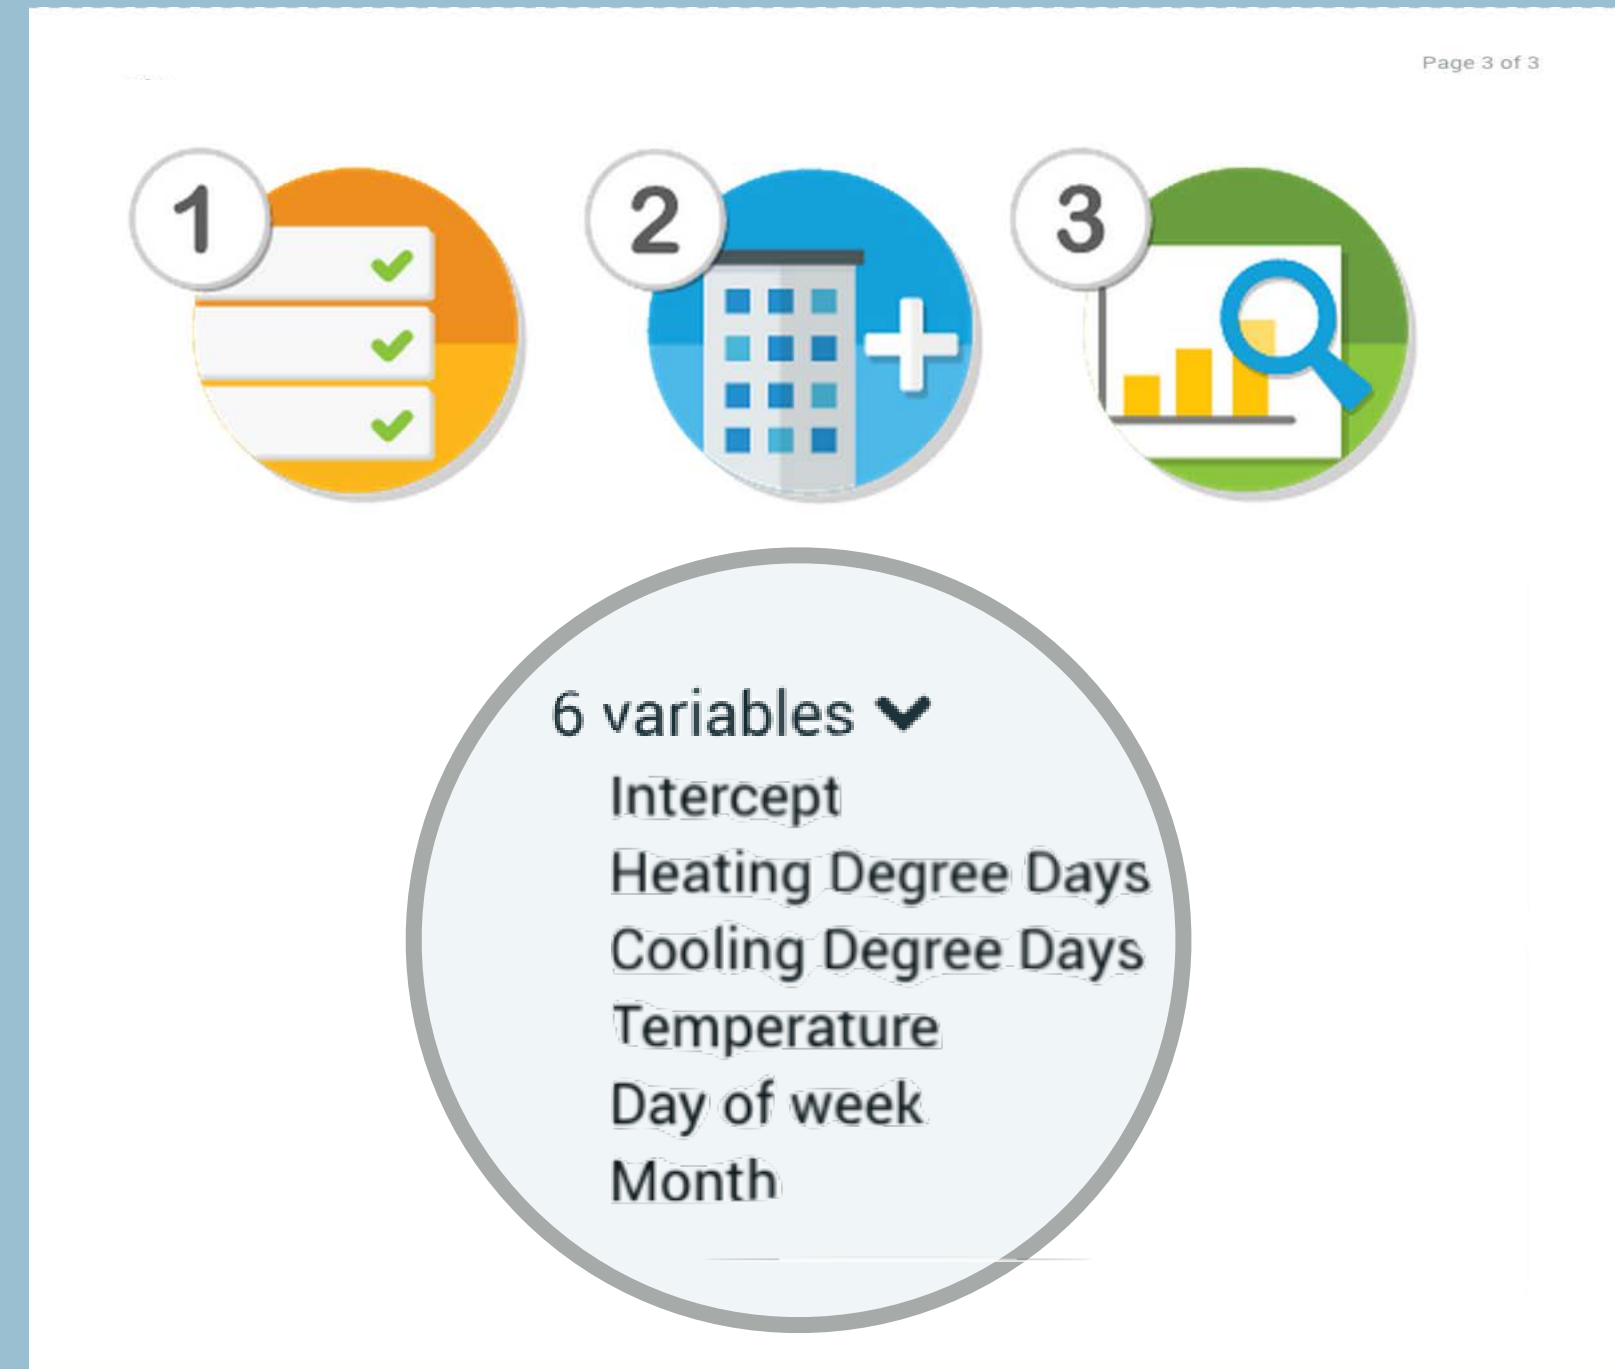 Page 3 of 3
1
2
3
6 variables
Intercept
Heating Degree Days
Cooling Degree Days
Temperature
Day of week
Month